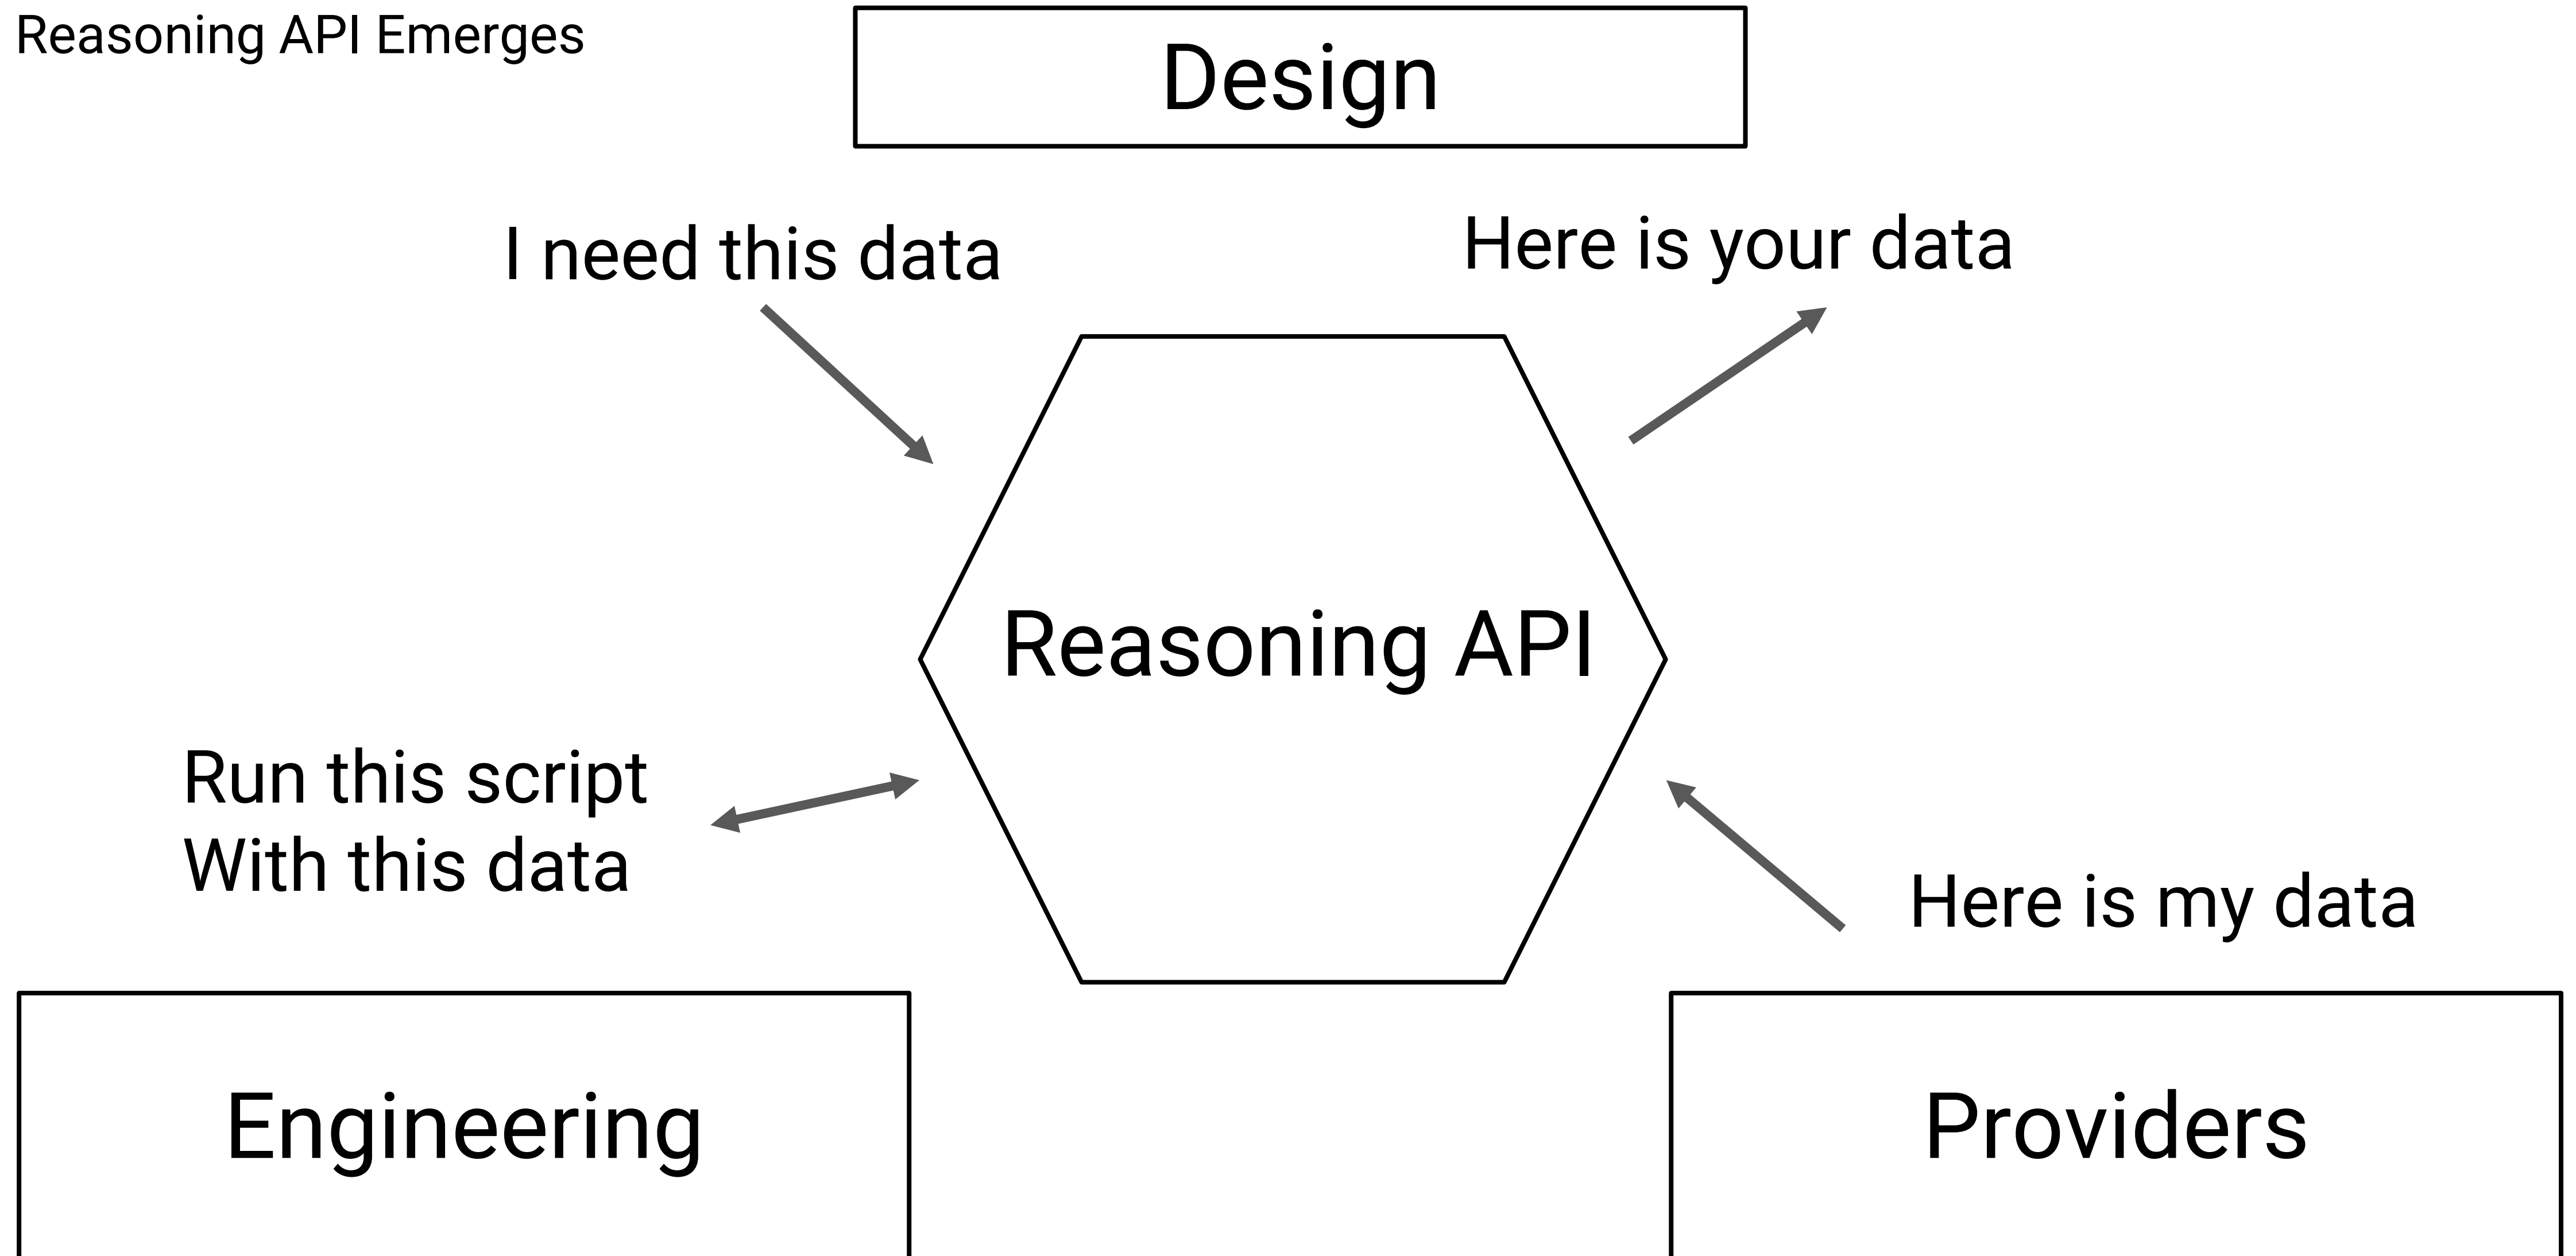 Reasoning API Emerges
Design
I need this data
Here is your data
Reasoning API
Run this script
With this data
Here is my data
Engineering
Providers